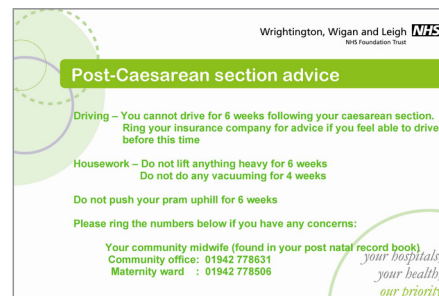 Wrightington, Wigan and Leigh NHS
NHS Foundation Trust
Post-Caesarean section advice
Driving – You cannot drive for 6 weeks following your caesarean section.
Ring your insurance company for advice if you feel able to drive
before this time
Housework – Do not lift anything heavy for 6 weeks
Do not do any vacuuming for 4 weeks
Do not push your pram uphill for 6 weeks
Please ring the numbers below if you have any concerns:
Your community midwife (found in your post natal record book)
Community office: 01942 778631
Maternity ward : 01942 778506
your hospitals,
your health,
our priority